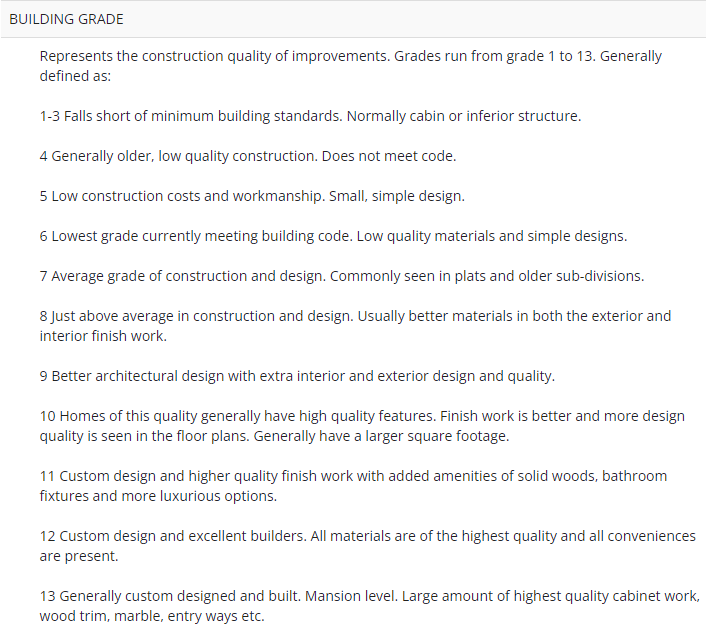 BUILDING GRADE
Represents the construction quality of improvements. Grades run from grade 1 to 13. Generally
defined as:
1-3 Falls short of minimum building standards. Normally cabin or inferior structure.
4 Generally older, low quality construction. Does not meet code.
5 Low construction costs and workmanship. Small, simple design.
6 Lowest grade currently meeting building code. Low quality materials and simple designs.
7 Average grade of construction and design. Commonly seen in plats and older sub-divisions.
8 Just above average in construction and design. Usually better materials in both the exterior and
interior finish work.
9 Better architectural design with extra interior and exterior design and quality.
10 Homes of this quality generally have high quality features. Finish work is better and more design
quality is seen in the floor plans. Generally have a larger square footage.
11 Custom design and higher quality finish work with added amenities of solid woods, bathroom
fixtures and more luxurious options.
12 Custom design and excellent builders. All materials are of the highest quality and all conveniences
are present.
13 Generally custom designed and built. Mansion level. Large amount of highest quality cabinet work,
wood trim, marble, entry ways etc.